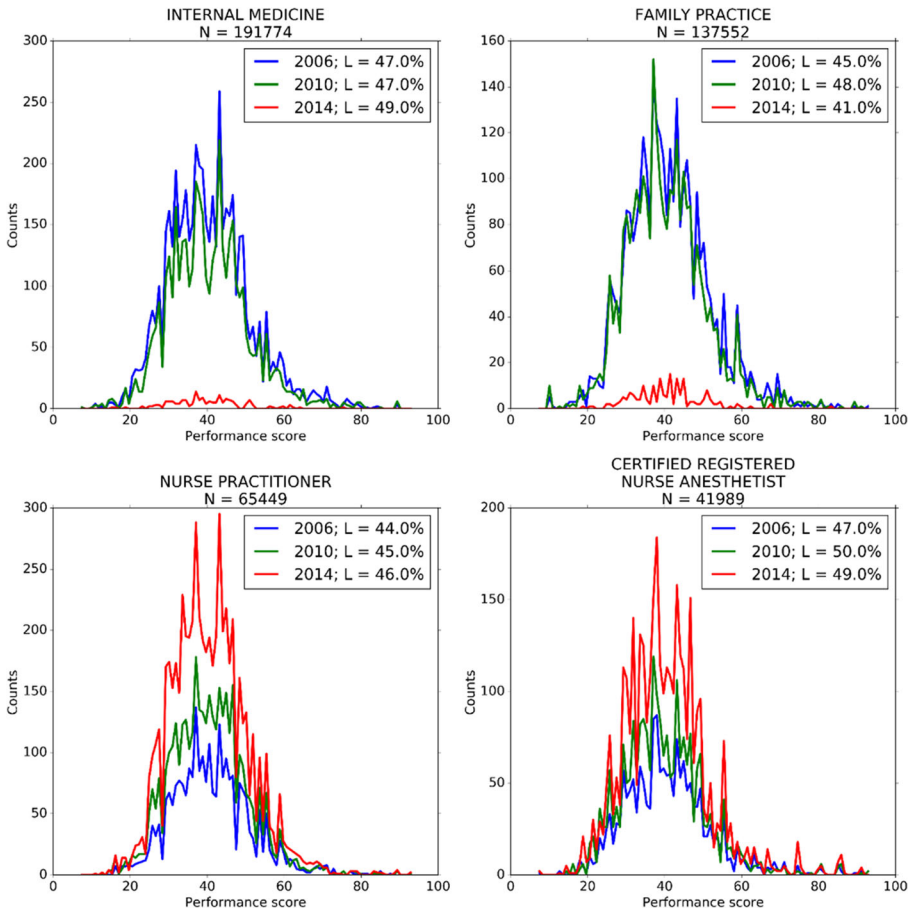 INTERNAL MEDICINE
N = 191774
300
250
200
150
100
50
0
Counts
0 20 40 60 80 100
Performance score
2006; L = 47.0%
2010; L = 47.0%
2014; L = 49.0%
FAMILY PRACTICE
N = 137552
160
140
120
100
80
60
40
20
0
Counts
0 20 40 60 80 100
Performance score
2006; L = 45.0%
2010; L = 48.0%
2014; L = 41.0%
NURSE PRACTITIONER
N = 65449
300
250
200
150
100
50
0
Counts
0 20 40 60 80 100
Performance score
2006; L = 44.0%
2010; L = 45.0%
2014; L = 46.0%
CERTIFIED REGISTERED
NURSE ANESTHETIST
N = 41989
200
150
100
50
0
Counts
0 20 40 60 80 100
Performance score
2006; L = 47.0%
2010; L = 50.0%
2014; L = 49.0%